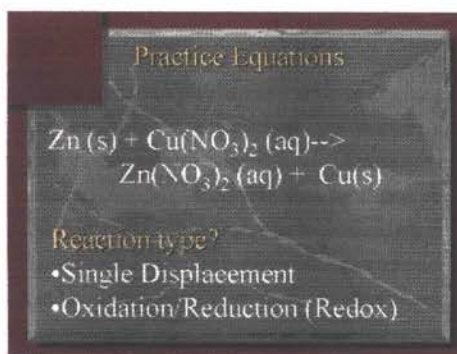 Practice Equations
Zn (s) + Cu(NO₃)₂ (aq)-->
Zn(NO₃)₂ (aq) + Cu(s)
Reaction type?
•Single Displacement
•Oxidation/Reduction (Redox)